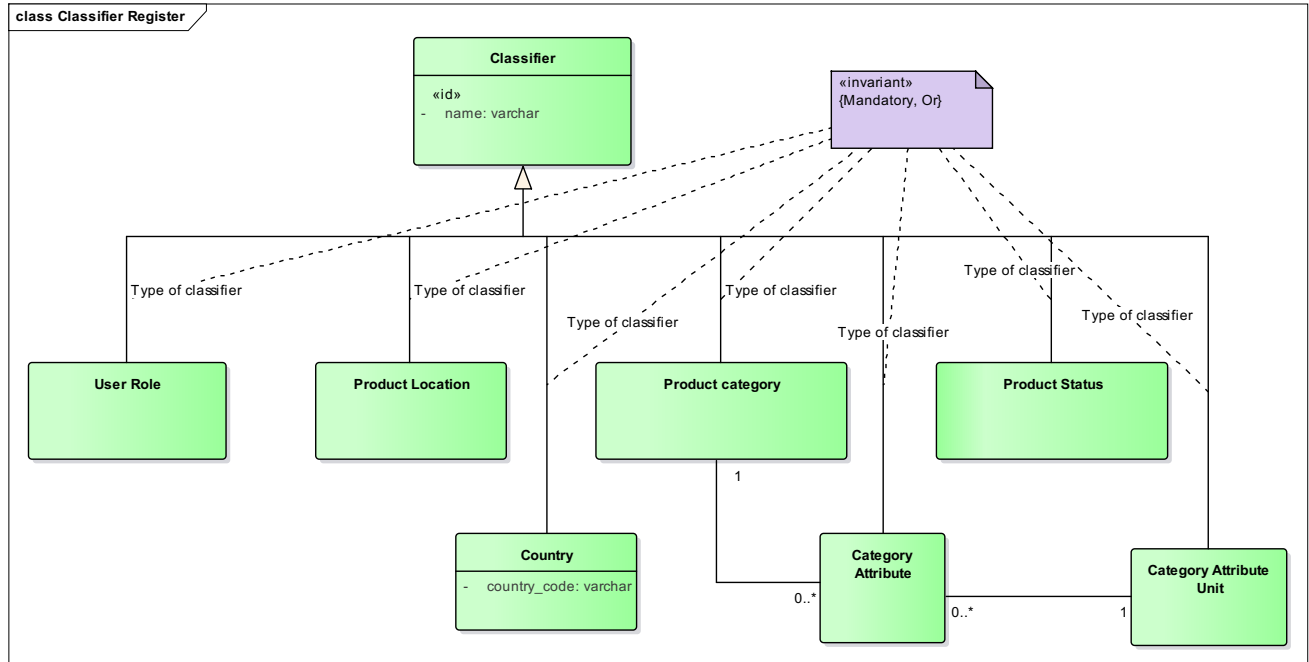 class Classifier Register
Classifier
«id»
-    name: varchar
«invariant»
{Mandatory, Or}
Type of classifier
Type of classifier
Type of classifier
Type of classifier
Type of classifier
Type of classifier
Type of classifier
User Role
Product Location
Product category
Product Status
1
Country
-    country_code: varchar
Category
Attribute
Category Attribute
Unit
0..*
0..*
1